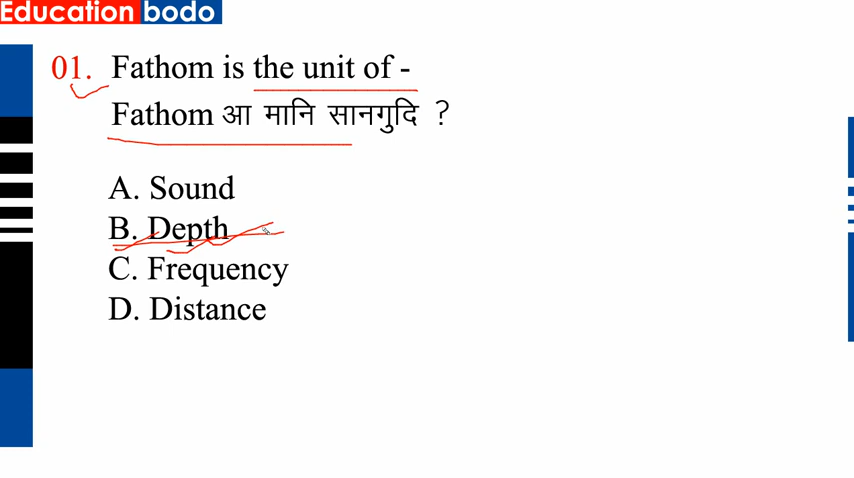 Education bodo
01. Fathom is the unit of -
Fathom आ मानि सानगुदि ?
A. Sound
B. Depth
C. Frequency
D. Distance